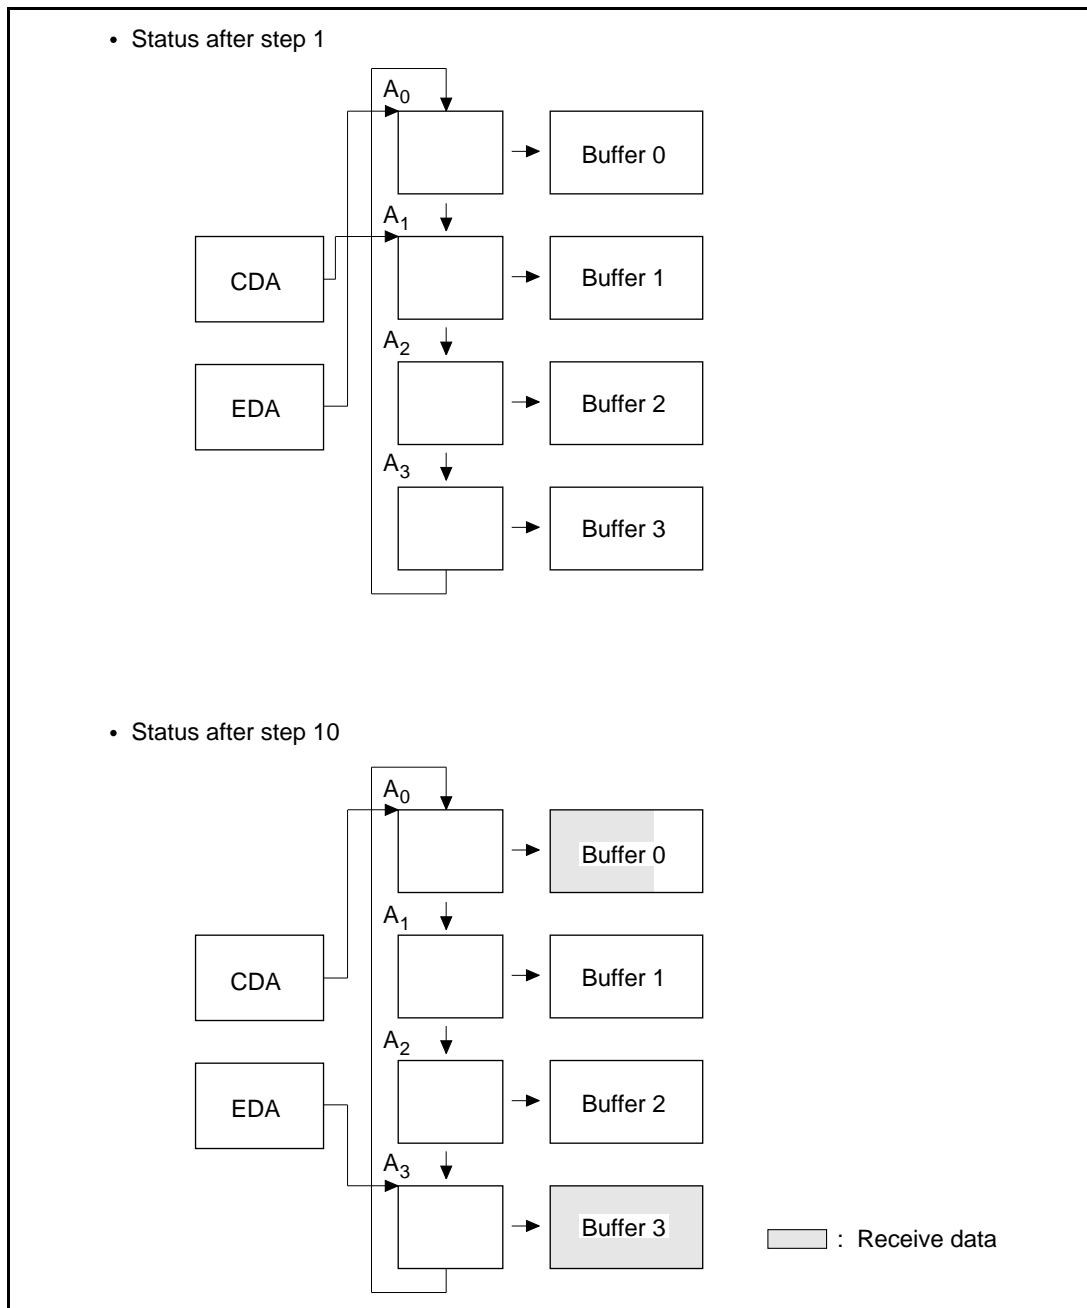 • Status after step 1
A0
Buffer 0
A1
CDA
Buffer 1
A2
EDA
Buffer 2
A3
Buffer 3
• Status after step 10
A0
Buffer 0
A1
CDA
Buffer 1
A2
EDA
Buffer 2
A3
Buffer 3
: Receive data